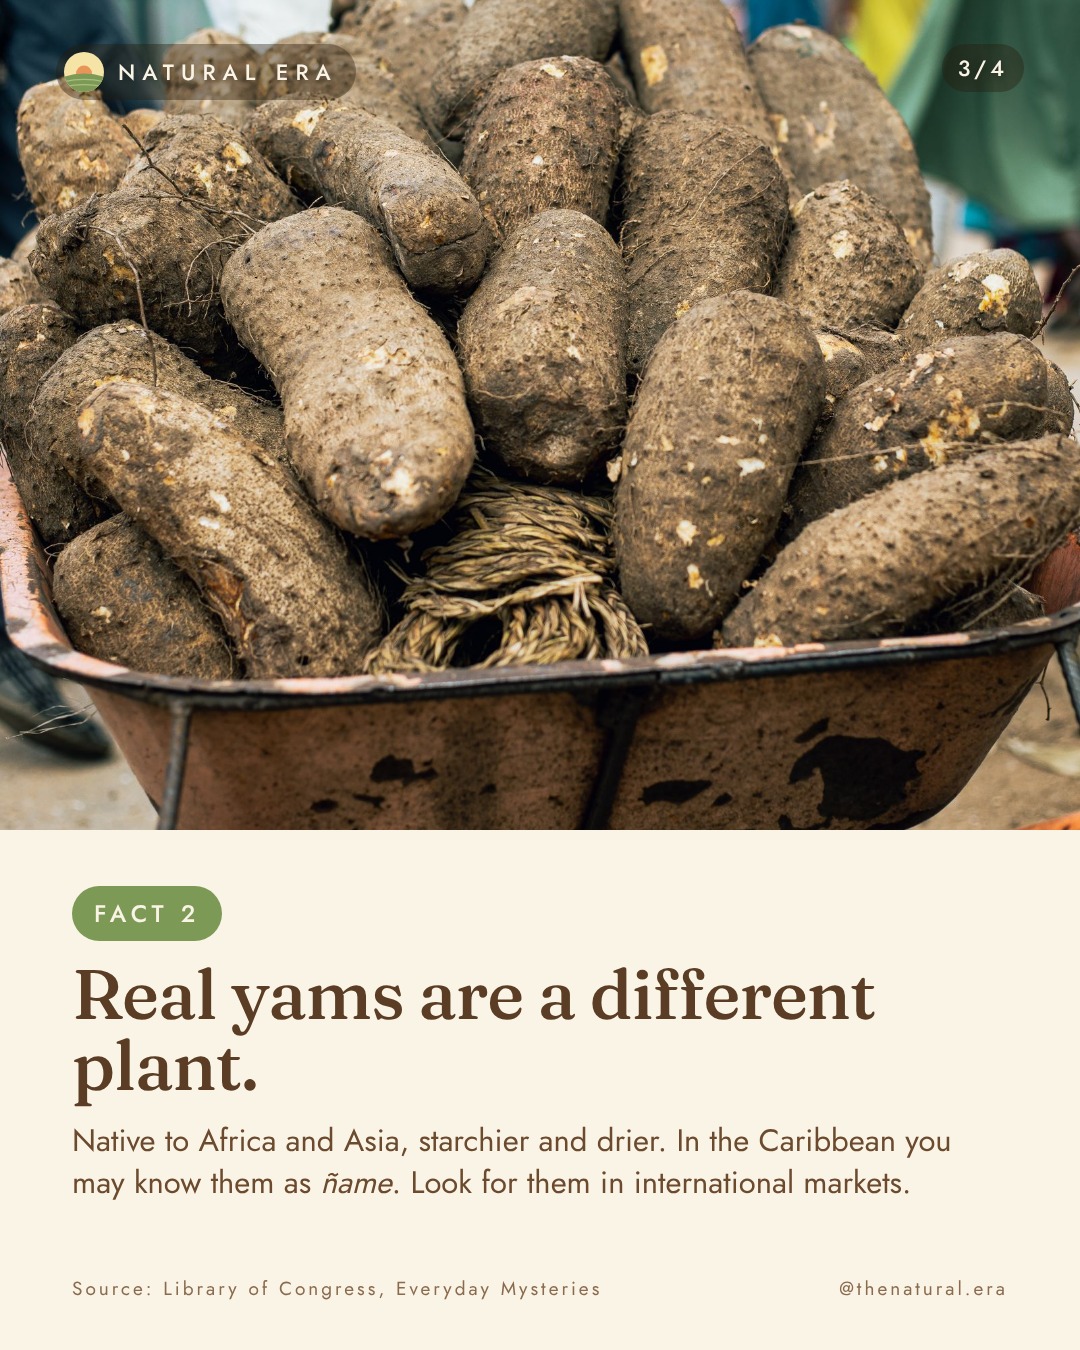 NATURAL ERA
3/4
FACT 2
Real yams are a different
plant.
Native to Africa and Asia, starchier and drier. In the Caribbean you
may know them as ñame. Look for them in international markets.
Source: Library of Congress, Everyday Mysteries
@thenatural.era